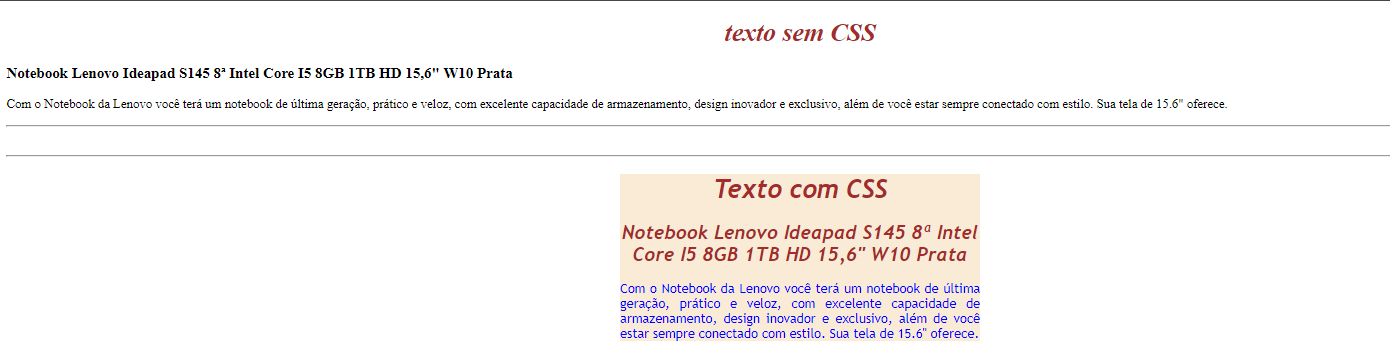 texto sem CSS
Notebook Lenovo Ideapad S145 8ª Intel Core I5 8GB 1TB HD 15,6" W10 Prata
Com o Notebook da Lenovo você terá um notebook de última geração, prático e veloz, com excelente capacidade de armazenamento, design inovador e exclusivo, além de você estar sempre conectado com estilo. Sua tela de 15.6" oferece.
Texto com CSS
Notebook Lenovo Ideapad S145 8ª Intel
Core I5 8GB 1TB HD 15,6" W10 Prata
Com o Notebook da Lenovo você terá um notebook de última
geração, prático e veloz, com excelente capacidade de
armazenamento, design inovador e exclusivo, além de você
estar sempre conectado com estilo. Sua tela de 15.6" oferece.